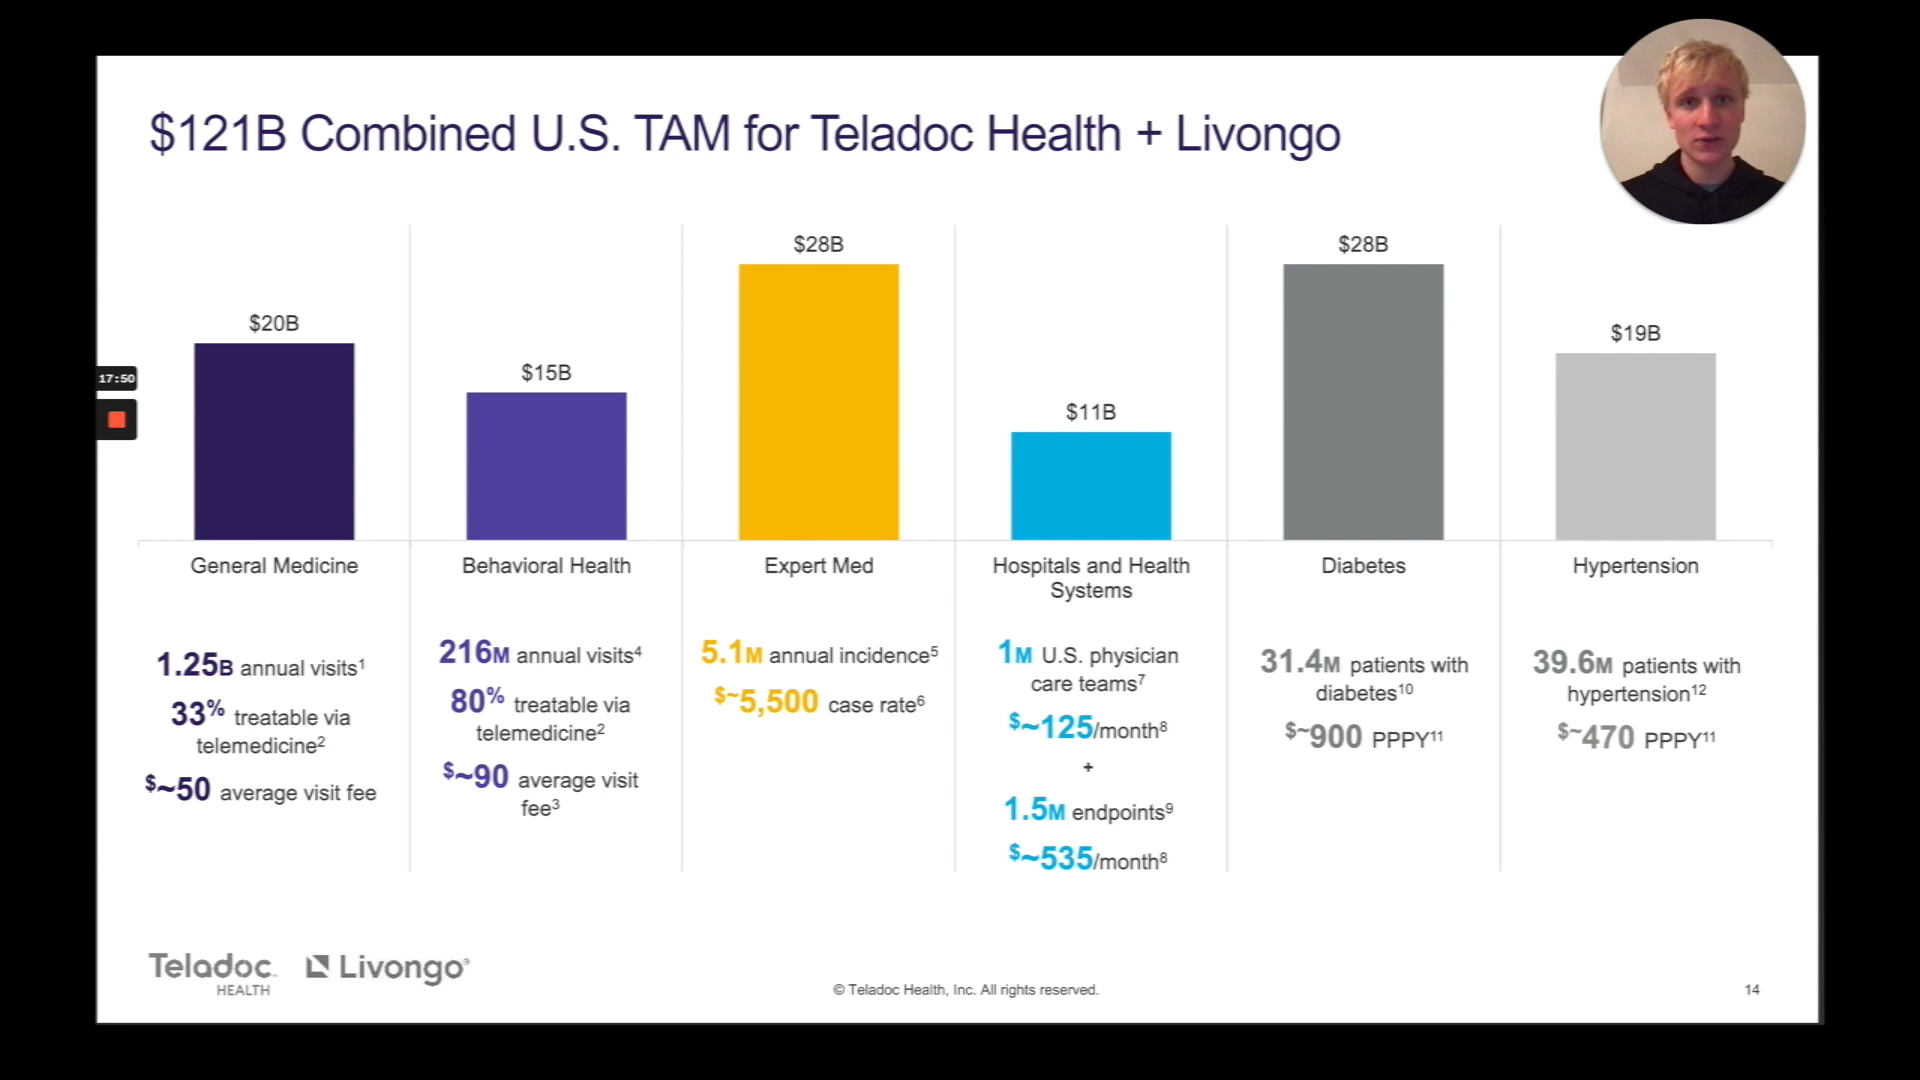 $121B Combined U.S. TAM for Teladoc Health + Livongo
17:50
$20B
$15B
$28B
$11B
$28B
$19B
General Medicine
Behavioral Health
Expert Med
Hospitals and Health
Systems
Diabetes
Hypertension
1.25B annual visits¹
33% treatable via
telemedicine²
$~50 average visit fee
216M annual visits⁴
80% treatable via
telemedicine²
$~90 average visit
fee³
5.1M annual incidence⁵
$~5,500 case rate⁶
1M U.S. physician
care teams⁷
$~125/month⁸
+
1.5M endpoints⁹
$~535/month⁸
31.4M patients with
diabetes¹⁰
$~900 PPPY¹¹
39.6M patients with
hypertension¹²
$~470 PPPY¹¹
Teladoc
HEALTH
Livongo
© Teladoc Health, Inc. All rights reserved.
14